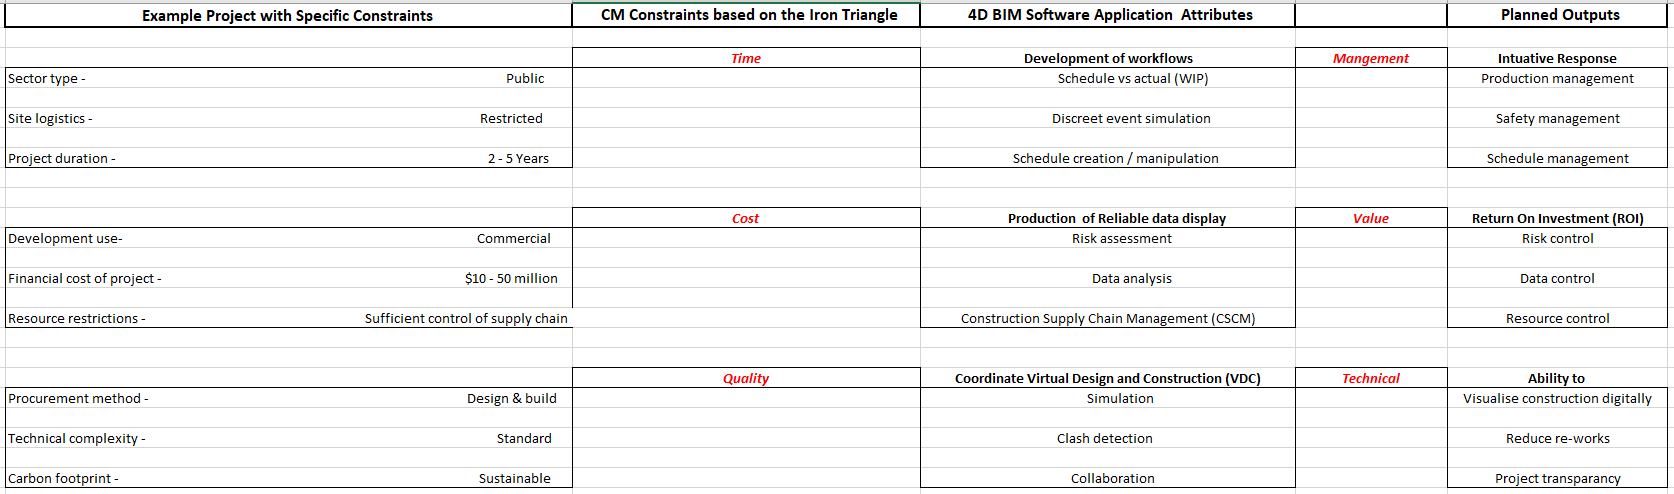 Example Project with Specific Constraints CM Constraints based on the Iron Triangle 4D BIM Software Application Attributes Planned Outputs
Time Development of workflows Mangement Intuative Response
Sector type - Public Schedule vs actual (WIP) Production management
Site logistics - Restricted Discreet event simulation Safety management
Project duration - 2 - 5 Years Schedule creation / manipulation Schedule management
Cost Production of Reliable data display Value Return On Investment (ROI)
Development use- Commercial Risk assessment Risk control
Financial cost of project - $10 - 50 million Data analysis Data control
Resource restrictions - Sufficient control of supply chain Construction Supply Chain Management (CSCM) Resource control
Quality Coordinate Virtual Design and Construction (VDC) Technical Ability to
Procurement method - Design & build Simulation Visualise construction digitally
Technical complexity - Standard Clash detection Reduce re-works
Carbon footprint - Sustainable Collaboration Project transparancy